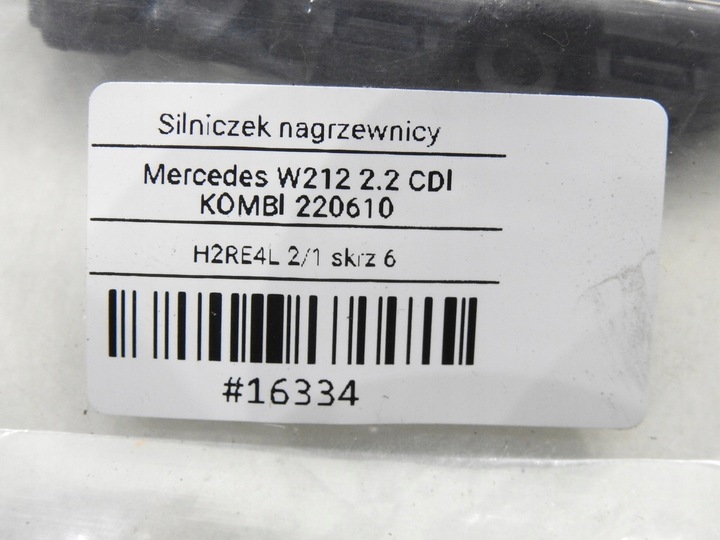 Silniczek nagrzewnicy
Mercedes W212 2.2 CDI
KOMBI 220610
H2RE4L 2/1 skrz 6
#16334